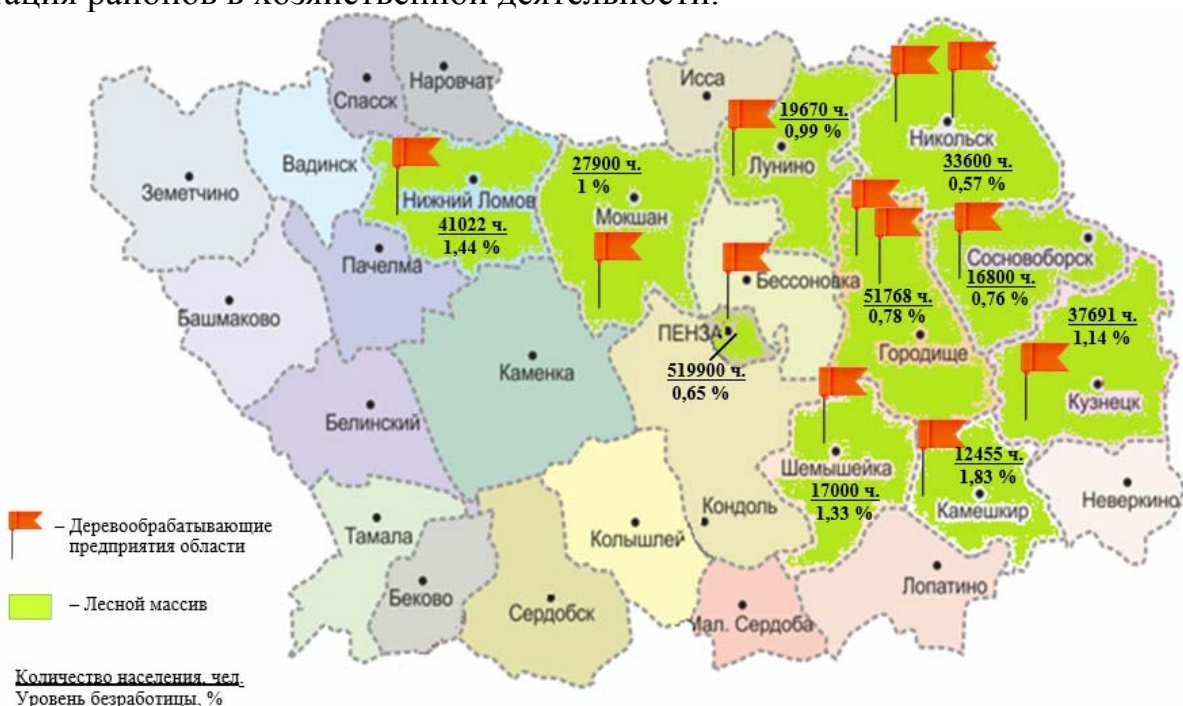 ация районов в хозяйственной деятельности.
Спасск
Наровчат
Исса
Вадинск
Земетчино
Нижний Ломов
41022 ч.
1,44 %
27900 ч.
1 %
Мокшан
19670 ч.
0,99 %
Лунино
Никольск
33600 ч.
0,57 %
Пачелма
Бессоновка
Сосновоборск
16800 ч.
0,76 %
Башмаково
51768 ч.
0,78 %
Городище
37691 ч.
1,14 %
Кузнецк
ПЕНЗА
519900 ч.
0,65 %
Каменка
Белинский
Шемышейка
17000 ч.
1,33 %
12455 ч.
1,83 %
Камешкир
Неверкино
Кондоль
Тамала
Колышлей
Беково
Сердобск
Мал. Сердоба
Лопатино
– Деревообрабатывающие
предприятия области
– Лесной массив
Количество населения, чел.
Уровень безработицы, %